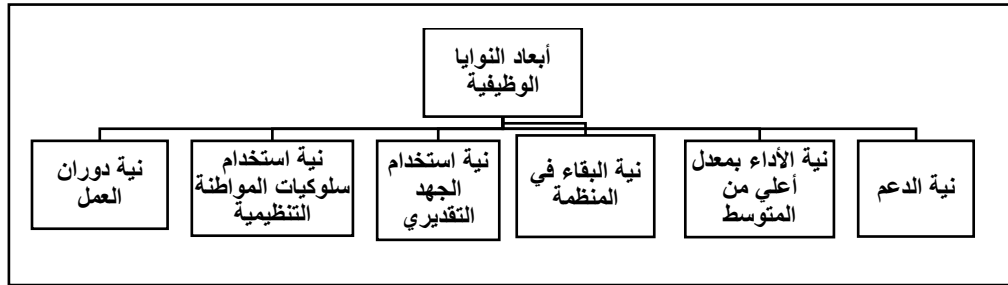 أبعاد النوايا
الوظيفية
نية الدعم
نية الأداء بمعدل
أعلي من
المتوسط
نية البقاء في
المنظمة
نية استخدام
الجهد
التقديري
نية استخدام
سلوكيات المواطنة
التنظيمية
نية دوران
العمل